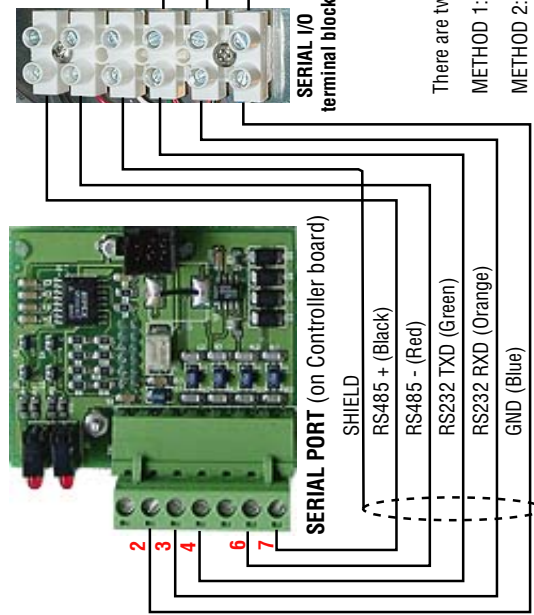 SERIAL I/O
terminal block
There are tw
METHOD 1:
METHOD 2:
SERIAL PORT (on Controller board)
SHIELD
RS485 + (Black)
RS485 - (Red)
RS232 TXD (Green)
RS232 RXD (Orange)
GND (Blue)
2
3
4
6
7